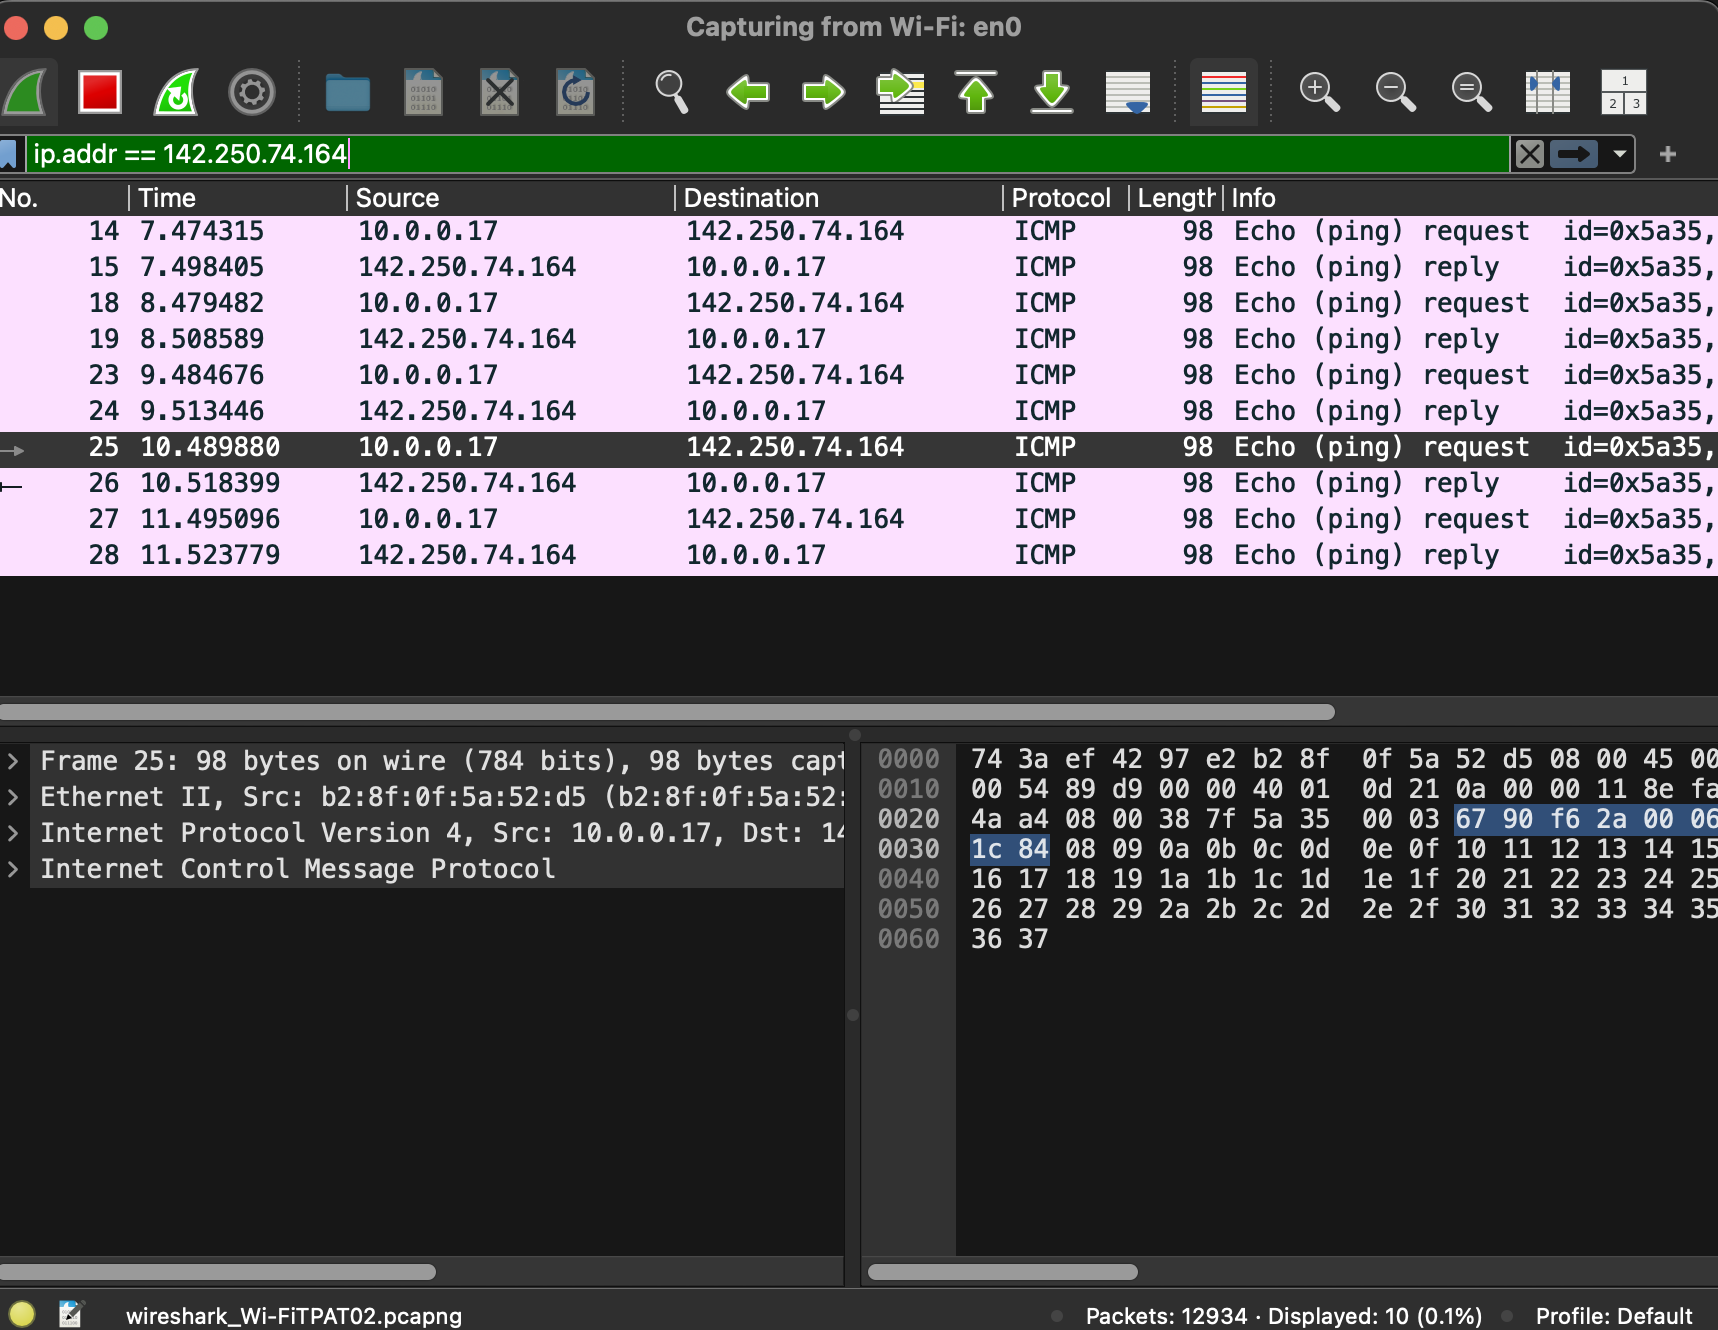 Capturing from Wi-Fi: en0
ip.addr == 142.250.74.164
No. Time Source Destination Protocol Length Info
14 7.474315 10.0.0.17 142.250.74.164 ICMP 98 Echo (ping) request id=0x5a35,
15 7.498405 142.250.74.164 10.0.0.17 ICMP 98 Echo (ping) reply id=0x5a35,
18 8.479482 10.0.0.17 142.250.74.164 ICMP 98 Echo (ping) request id=0x5a35,
19 8.508589 142.250.74.164 10.0.0.17 ICMP 98 Echo (ping) reply id=0x5a35,
23 9.484676 10.0.0.17 142.250.74.164 ICMP 98 Echo (ping) request id=0x5a35,
24 9.513446 142.250.74.164 10.0.0.17 ICMP 98 Echo (ping) reply id=0x5a35,
25 10.489880 10.0.0.17 142.250.74.164 ICMP 98 Echo (ping) request id=0x5a35,
26 10.518399 142.250.74.164 10.0.0.17 ICMP 98 Echo (ping) reply id=0x5a35,
27 11.495096 10.0.0.17 142.250.74.164 ICMP 98 Echo (ping) request id=0x5a35,
28 11.523779 142.250.74.164 10.0.0.17 ICMP 98 Echo (ping) reply id=0x5a35,
Frame 25: 98 bytes on wire (784 bits), 98 bytes capt
Ethernet II, Src: b2:8f:0f:5a:52:d5 (b2:8f:0f:5a:52:
Internet Protocol Version 4, Src: 10.0.0.17, Dst: 14
Internet Control Message Protocol
0000 74 3a ef 42 97 e2 b2 8f 0f 5a 52 d5 08 00 45 00
0010 00 54 89 d9 00 00 40 01 0d 21 0a 00 00 11 8e fa
0020 4a a4 08 00 38 7f 5a 35 00 03 67 90 f6 2a 00 06
0030 1c 84 08 09 0a 0b 0c 0d 0e 0f 10 11 12 13 14 15
0040 16 17 18 19 1a 1b 1c 1d 1e 1f 20 21 22 23 24 25
0050 26 27 28 29 2a 2b 2c 2d 2e 2f 30 31 32 33 34 35
0060 36 37
wireshark_Wi-FiTPAT02.pcapng Packets: 12934 · Displayed: 10 (0.1%) Profile: Default